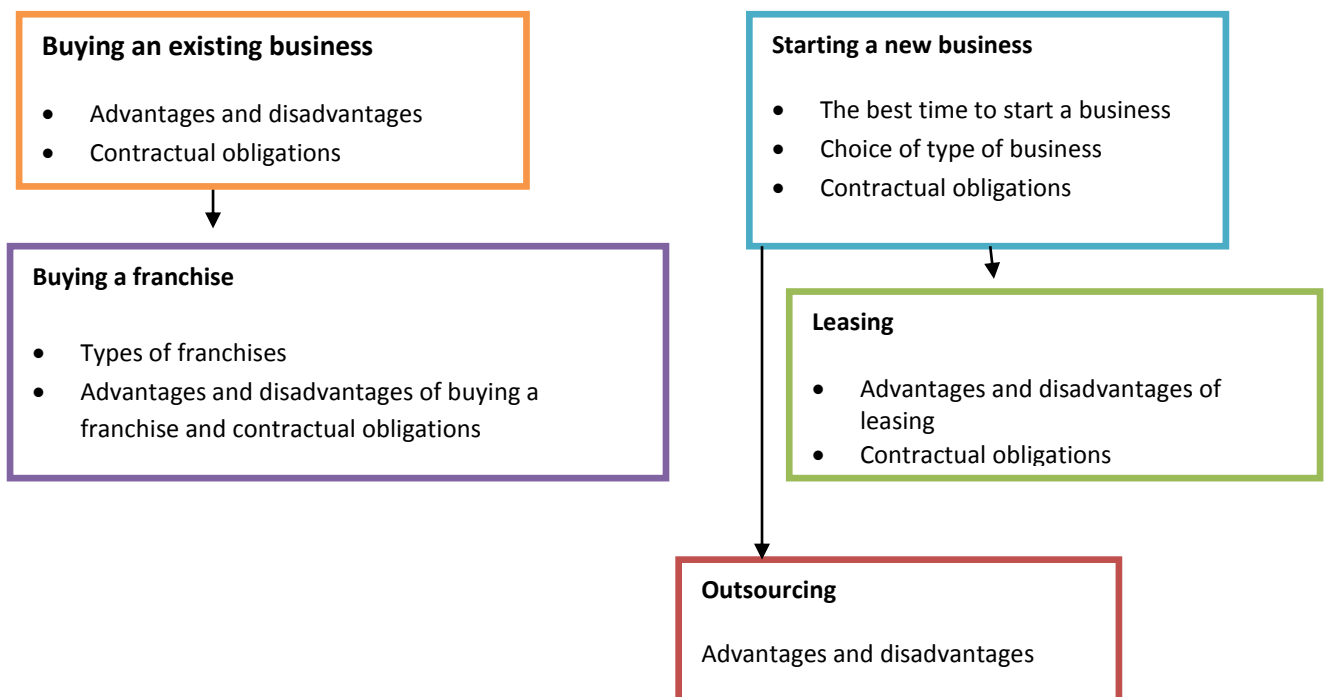 Buying an existing business
• Advantages and disadvantages
• Contractual obligations
Starting a new business
• The best time to start a business
• Choice of type of business
• Contractual obligations
Buying a franchise
• Types of franchises
• Advantages and disadvantages of buying a
franchise and contractual obligations
Leasing
• Advantages and disadvantages of
leasing
• Contractual obligations
Outsourcing
Advantages and disadvantages